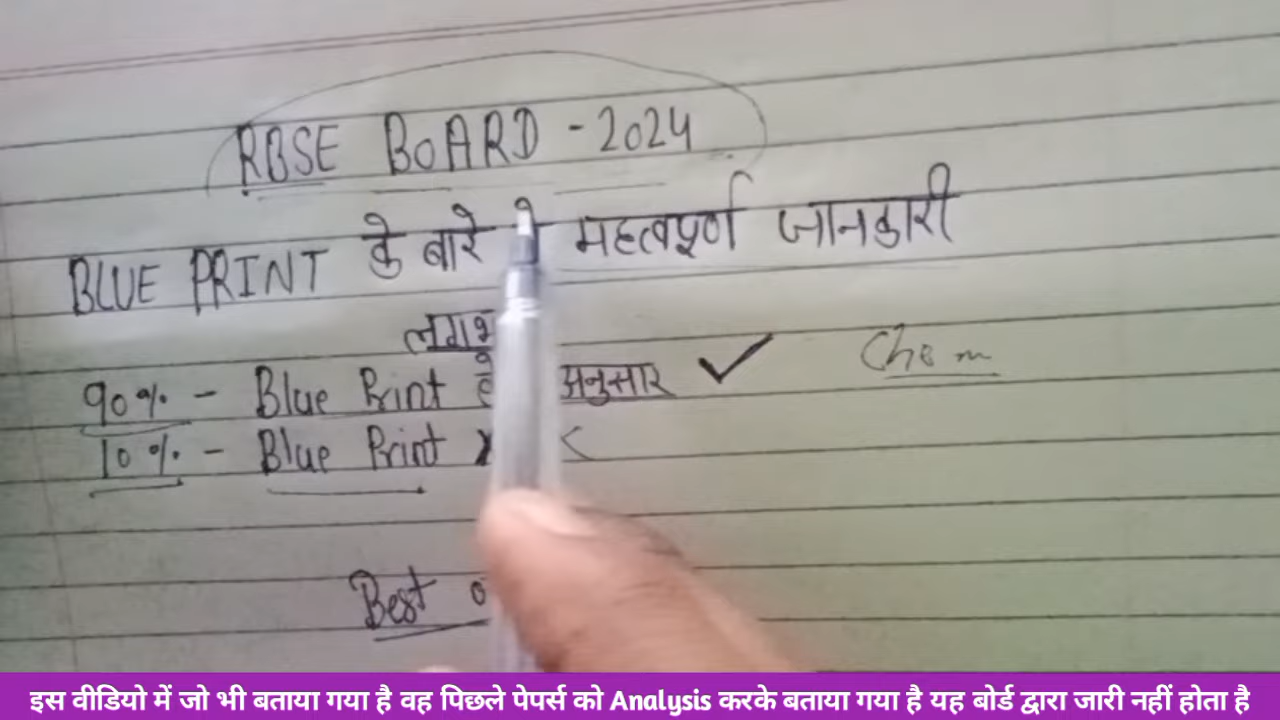 RBSE BOARD - 2024
BLUE PRINT के बारे महत्वपूर्ण जानकारी
90% - Blue Print अनुसार ✓ Chem
10% - Blue Print
Best
इस वीडियो में जो भी बताया गया है वह पिछले पेपर्स को Analysis करके बताया गया है यह बोर्ड द्वारा जारी नहीं होता है